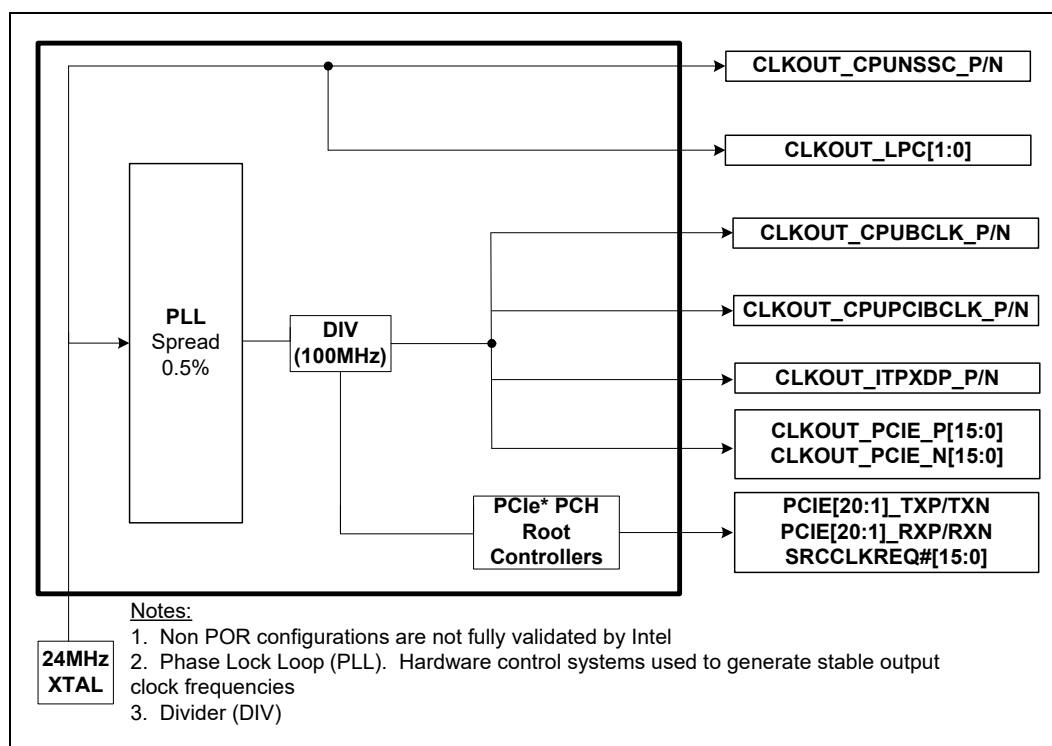 CLKOUT_CPUNSSC_P/N
CLKOUT_LPC[1:0]
CLKOUT_CPUBCLK_P/N
PLL
Spread
0.5%
DIV
(100MHz)
CLKOUT_CPUPCIBCLK_P/N
CLKOUT_ITPXDP_P/N
CLKOUT_PCIE_P[15:0]
CLKOUT_PCIE_N[15:0]
PCIe* PCH
Root
Controllers
PCIE[20:1]_TXP/TXN
PCIE[20:1]_RXP/RXN
SRCCLKREQ#[15:0]
24MHz
XTAL
Notes:
1. Non POR configurations are not fully validated by Intel
2. Phase Lock Loop (PLL). Hardware control systems used to generate stable output
clock frequencies
3. Divider (DIV)